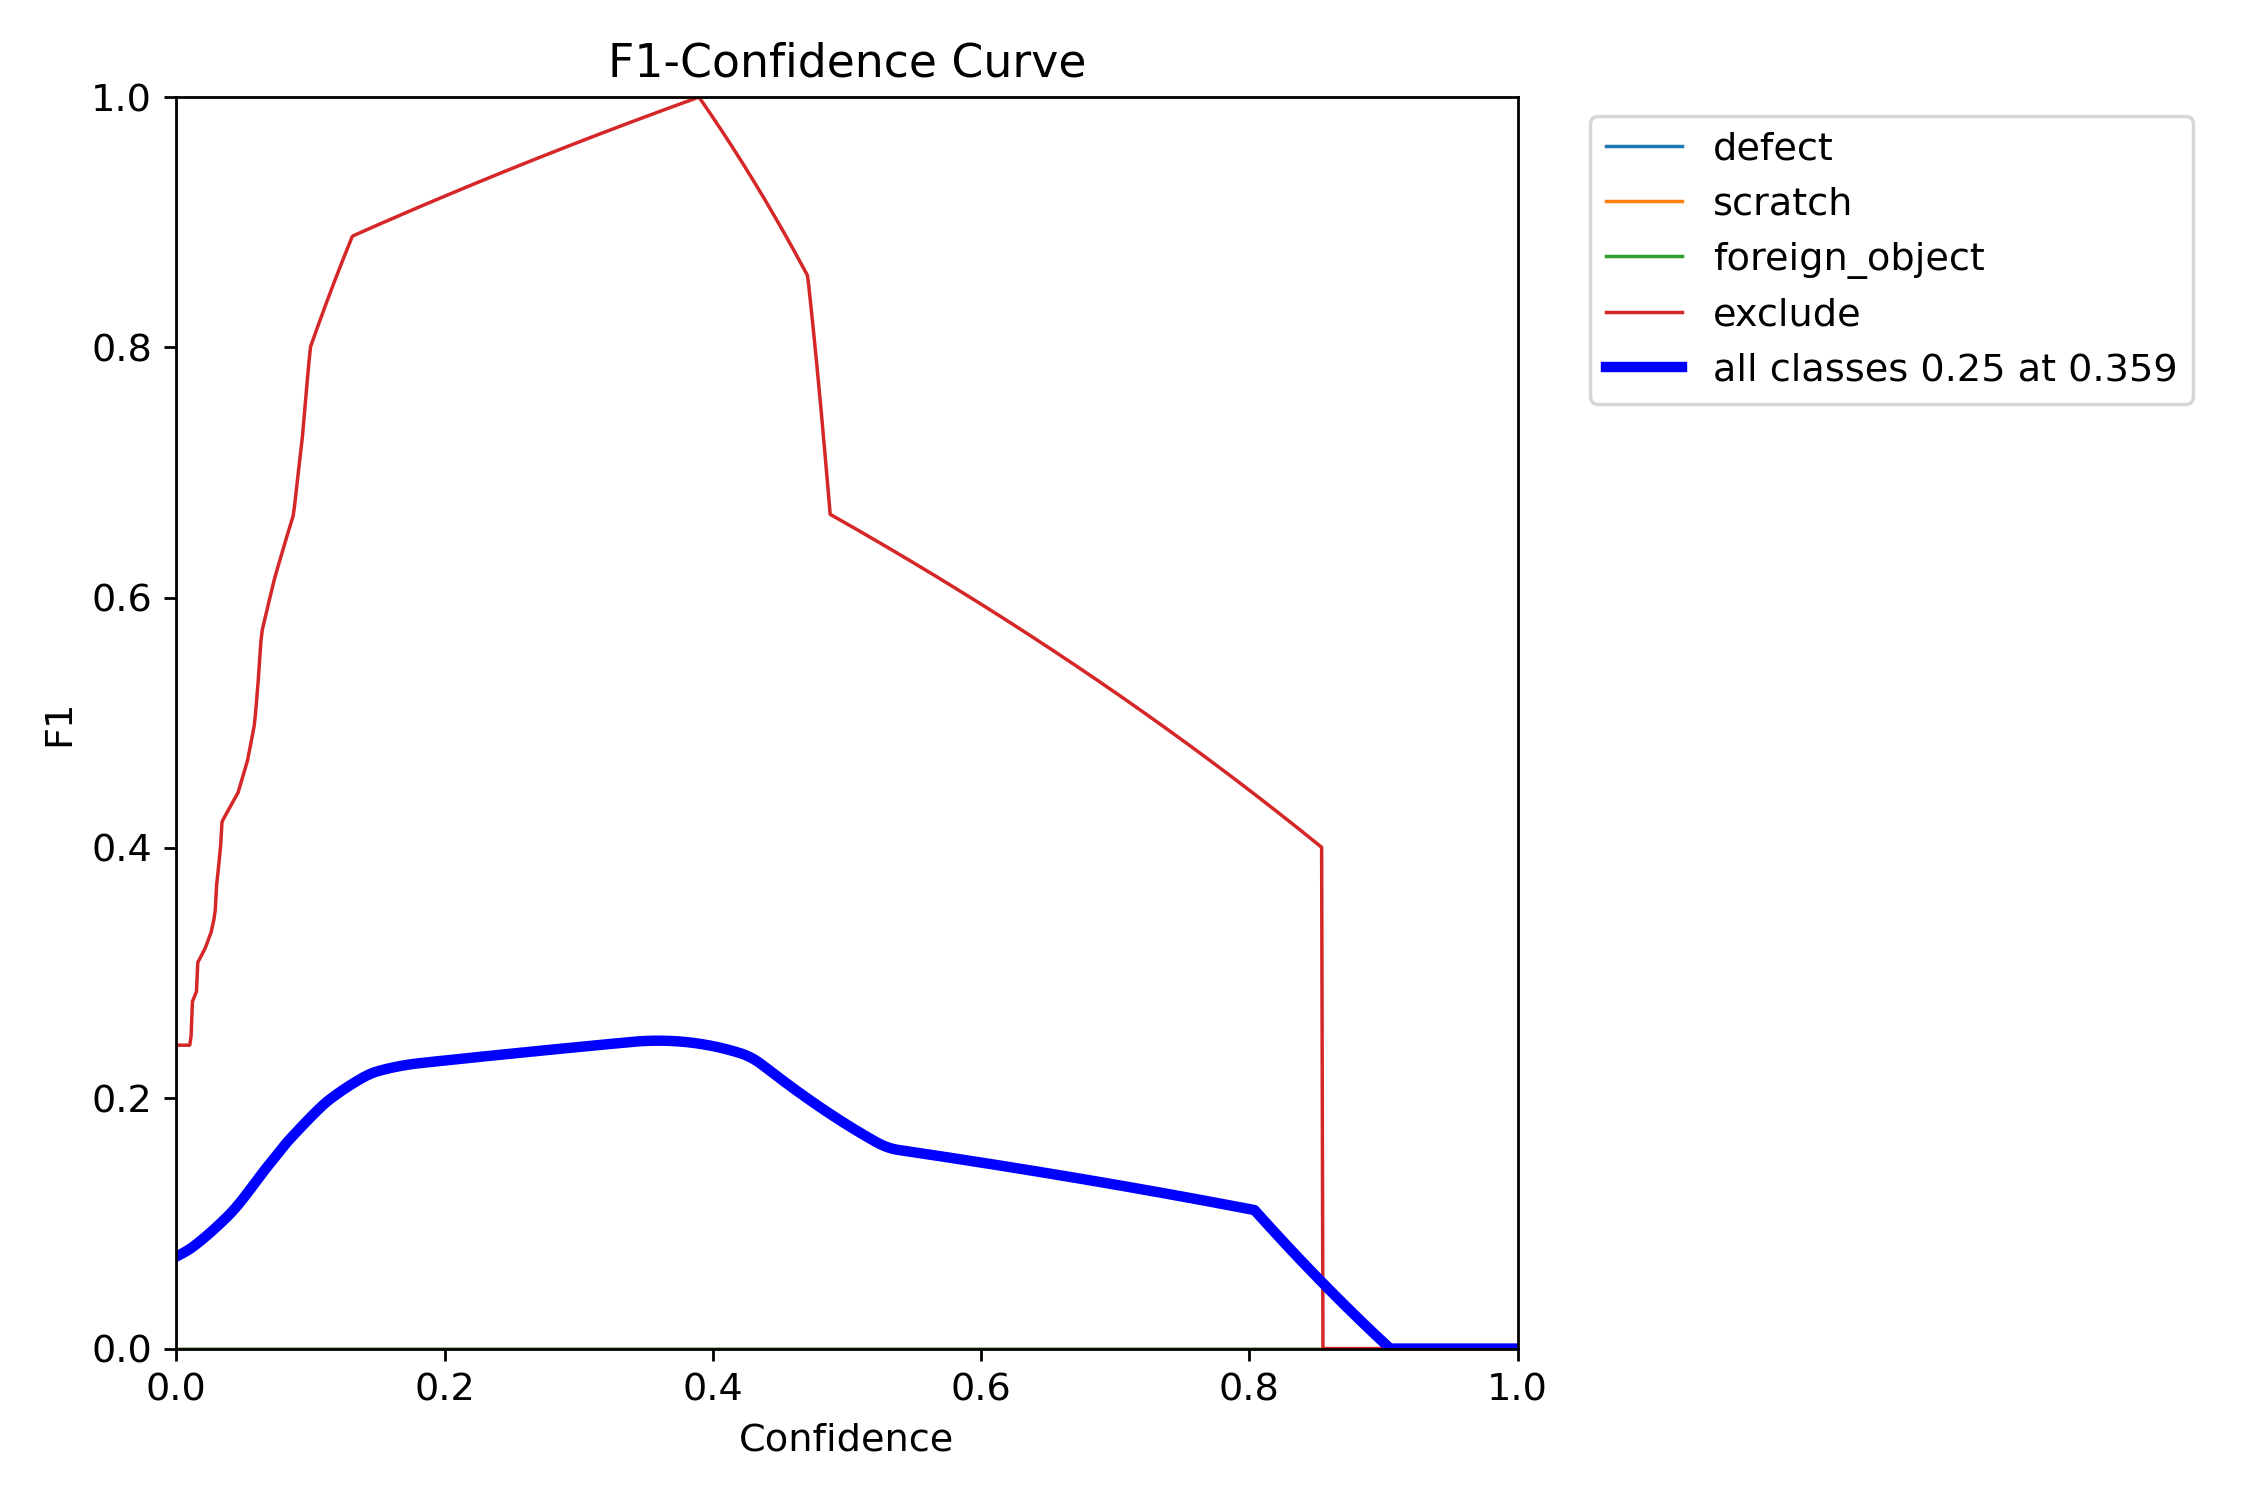 F1-Confidence Curve
1.0
0.8
0.6
0.4
0.2
0.0
F1
0.0 0.2 0.4 0.6 0.8 1.0
Confidence
defect
scratch
foreign_object
exclude
all classes 0.25 at 0.359